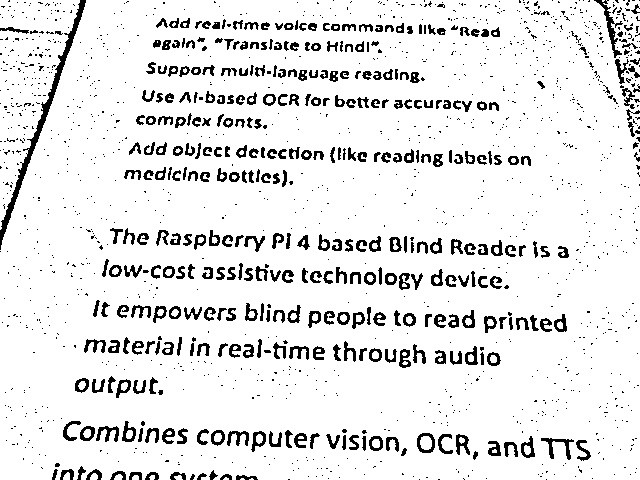 Add real-time voice commands like "Read
again", "Translate to Hindi".
Support multi-language reading.
Use AI-based OCR for better accuracy on
complex fonts.
Add object detection (like reading labels on
medicine bottles).
The Raspberry Pi 4 based Blind Reader is a
low-cost assistive technology device.
It empowers blind people to read printed
material in real-time through audio
output.
Combines computer vision, OCR, and TTS
into one system